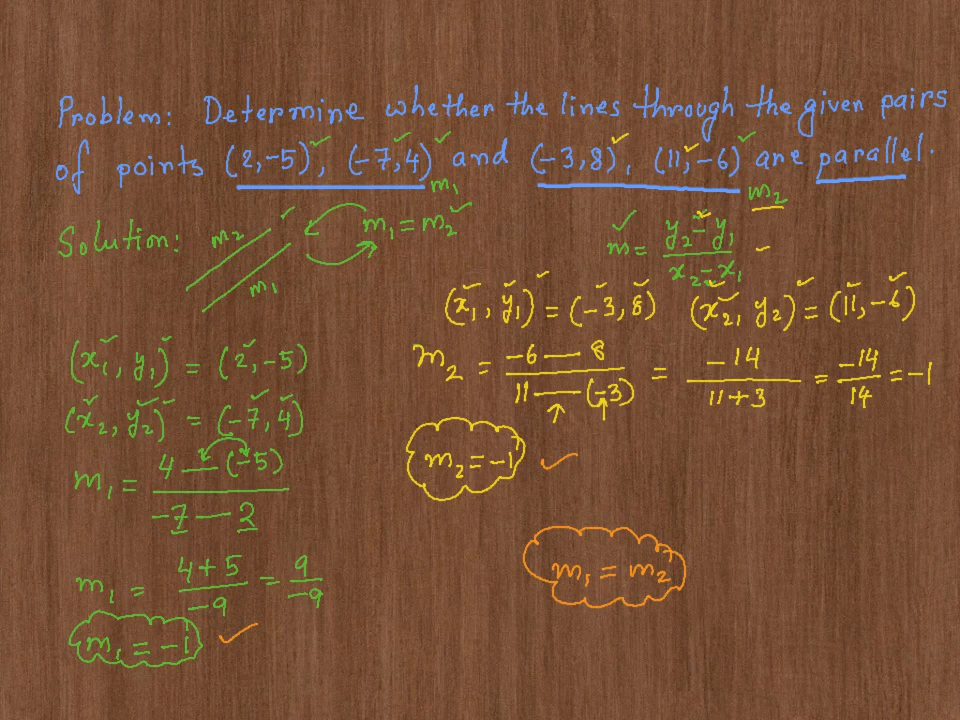 Problem: Determine whether the lines through the given pairs
of points (2,-5), (-7,4) and (-3,8), (11,-6) are parallel.
m₁
m₂
Solution:
m₂
m₁
m₁ = m₂
m = (y₂ - y₁)/(x₂ - x₁)
(x₁, y₁) = (-3, 8) (x₂, y₂) = (11, -6)
m₂ = (-6 - 8)/(11 - (-3)) = -14/(11+3) = -14/14 = -1
m₂ = -1
(x₁, y₁) = (2, -5)
(x₂, y₂) = (-7, 4)
m₁ = (4 - (-5))/(-7 - 2)
m₁ = (4+5)/-9 = 9/-9
m₁ = -1
m₁ = m₂